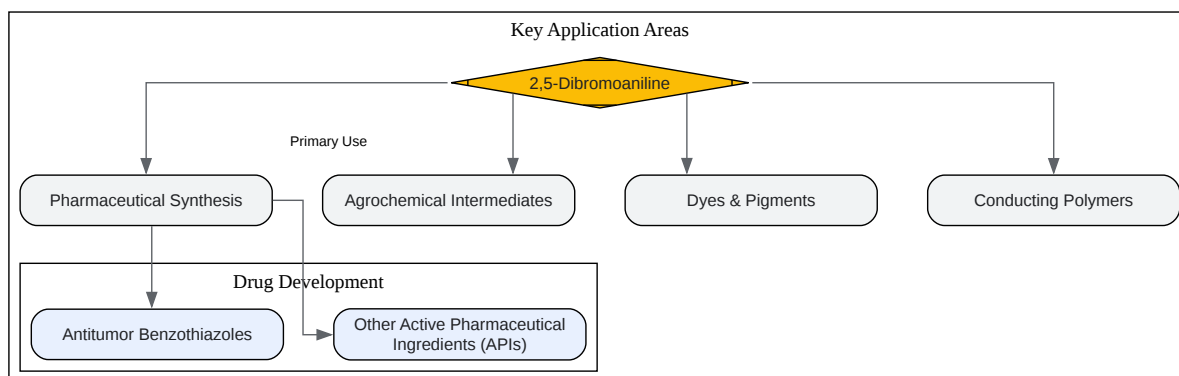 Key Application Areas
2,5-Dibromoaniline
Primary Use
Pharmaceutical Synthesis
Agrochemical Intermediates
Dyes & Pigments
Conducting Polymers
Drug Development
Antitumor Benzothiazoles
Other Active Pharmaceutical
Ingredients (APIs)